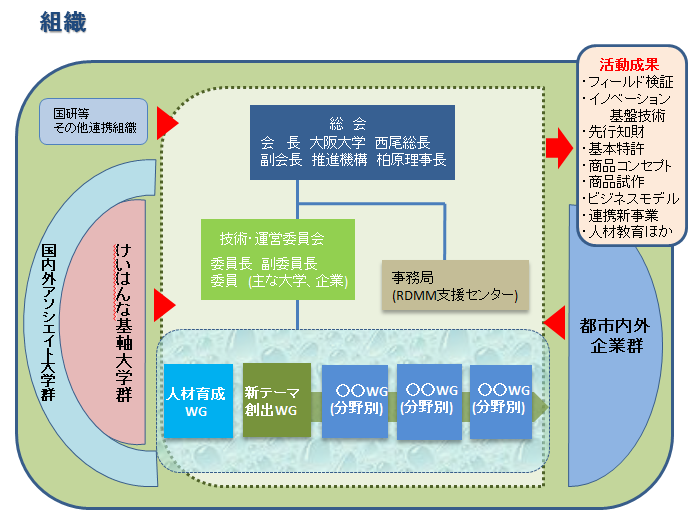 組織
活動成果
・フィールド検証
・イノベーション
基盤技術
・先行知財
・基本特許
・商品コンセプト
・商品試作
・ビジネスモデル
・連携新事業
・人材教育ほか
国研等
その他連携組織
総 会
会 長 大阪大学 西尾総長
副会長 推進機構 柏原理事長
技術・運営委員会
委員長 副委員長
委員 (主な大学、企業)
事務局
(RDMM支援センター)
国内外アソシエイト大学群
けいはんな基軸大学群
都市内外
企業群
人材育成
WG
新テーマ
創出WG
〇〇WG
(分野別)
〇〇WG
(分野別)
〇〇WG
(分野別)